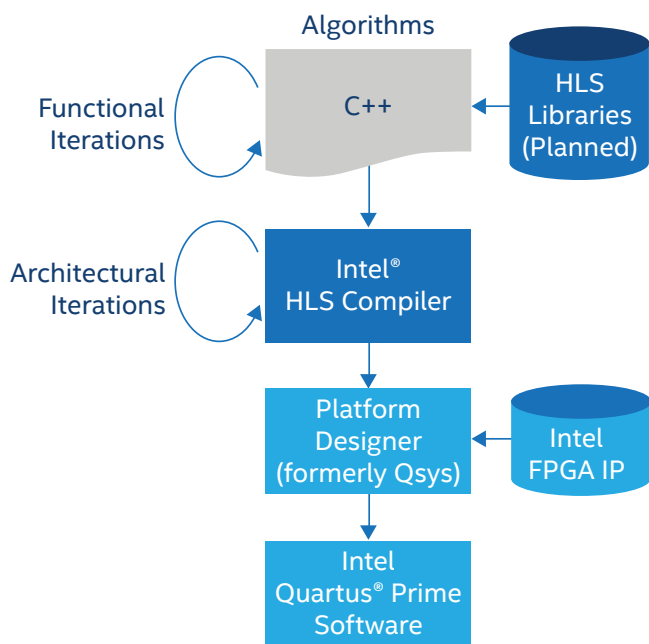 Algorithms
C++
HLS
Libraries
(Planned)
Functional
Iterations
Intel®
HLS Compiler
Architectural
Iterations
Platform
Designer
(formerly Qsys)
Intel
FPGA IP
Intel
Quartus® Prime
Software